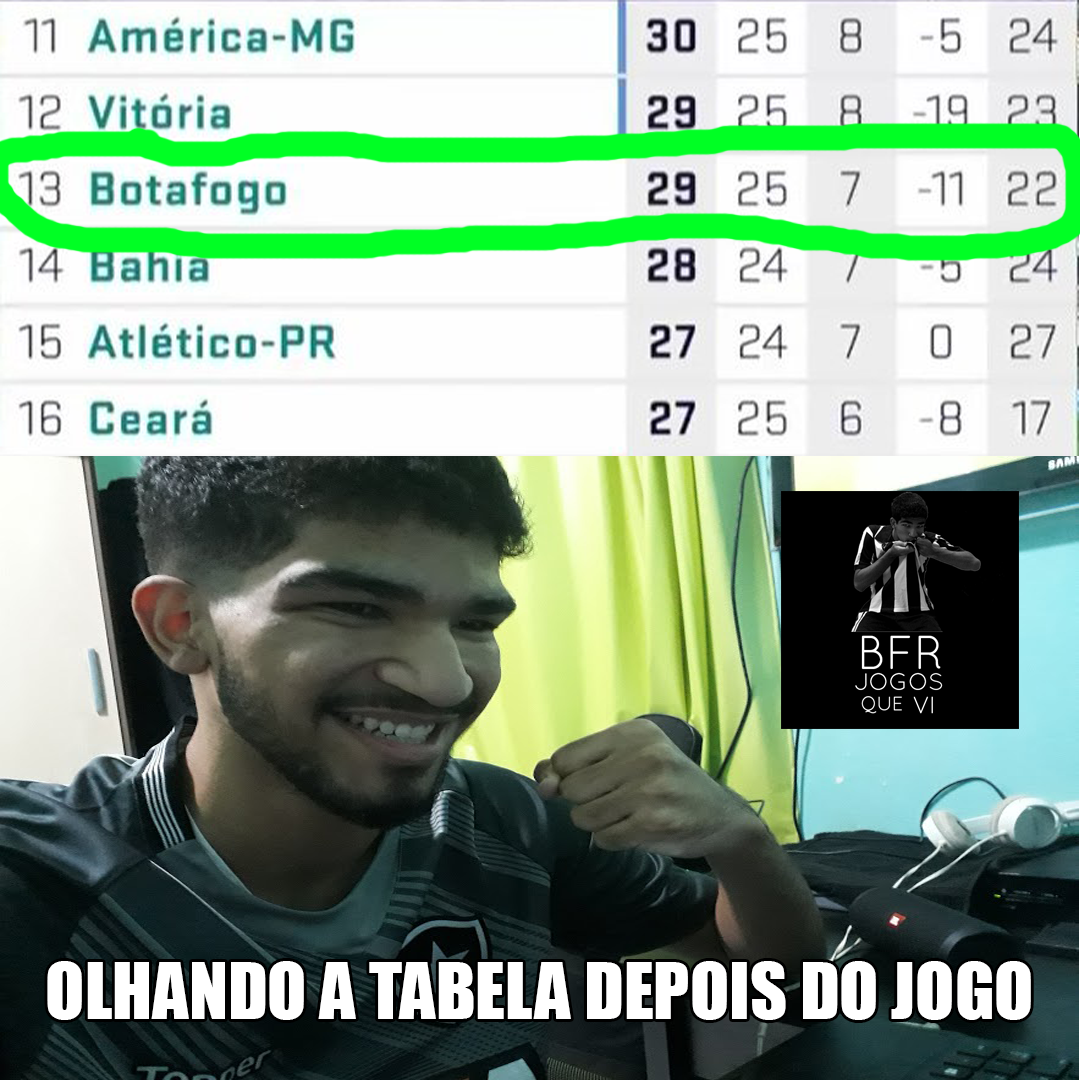 11 América-MG 30 25 8 -5 24
12 Vitória 29 25 8 -19 23
13 Botafogo 29 25 7 -11 22
14 Bahia 28 24 7 -5 24
15 Atlético-PR 27 24 7 0 27
16 Ceará 27 25 6 -8 17
SAM
BFR
JOGOS
QUE VI
OLHANDO A TABELA DEPOIS DO JOGO
Topper